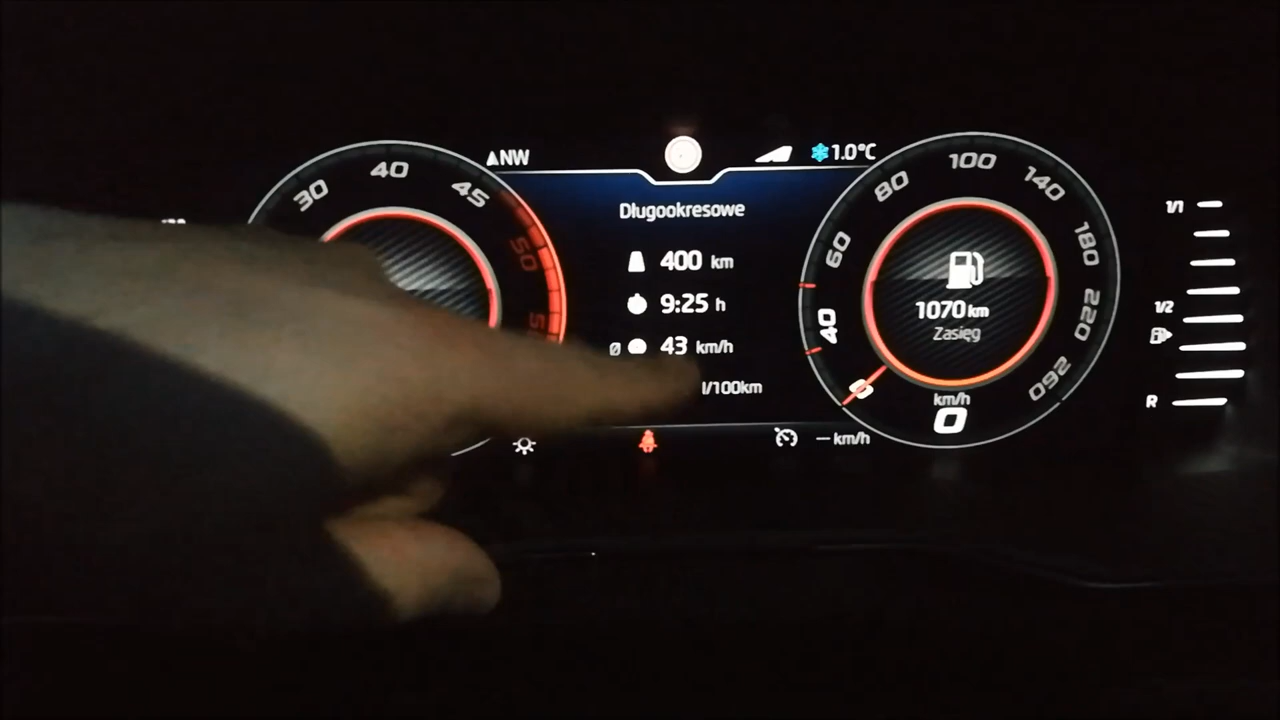 NW
1.0°C
30
40
45
50
Długookresowe
400 km
9:25 h
Ø 43 km/h
l/100km
-- km/h
0
40
60
80
100
140
180
220
260
1070 km
Zasięg
km/h
0
1/1
1/2
R